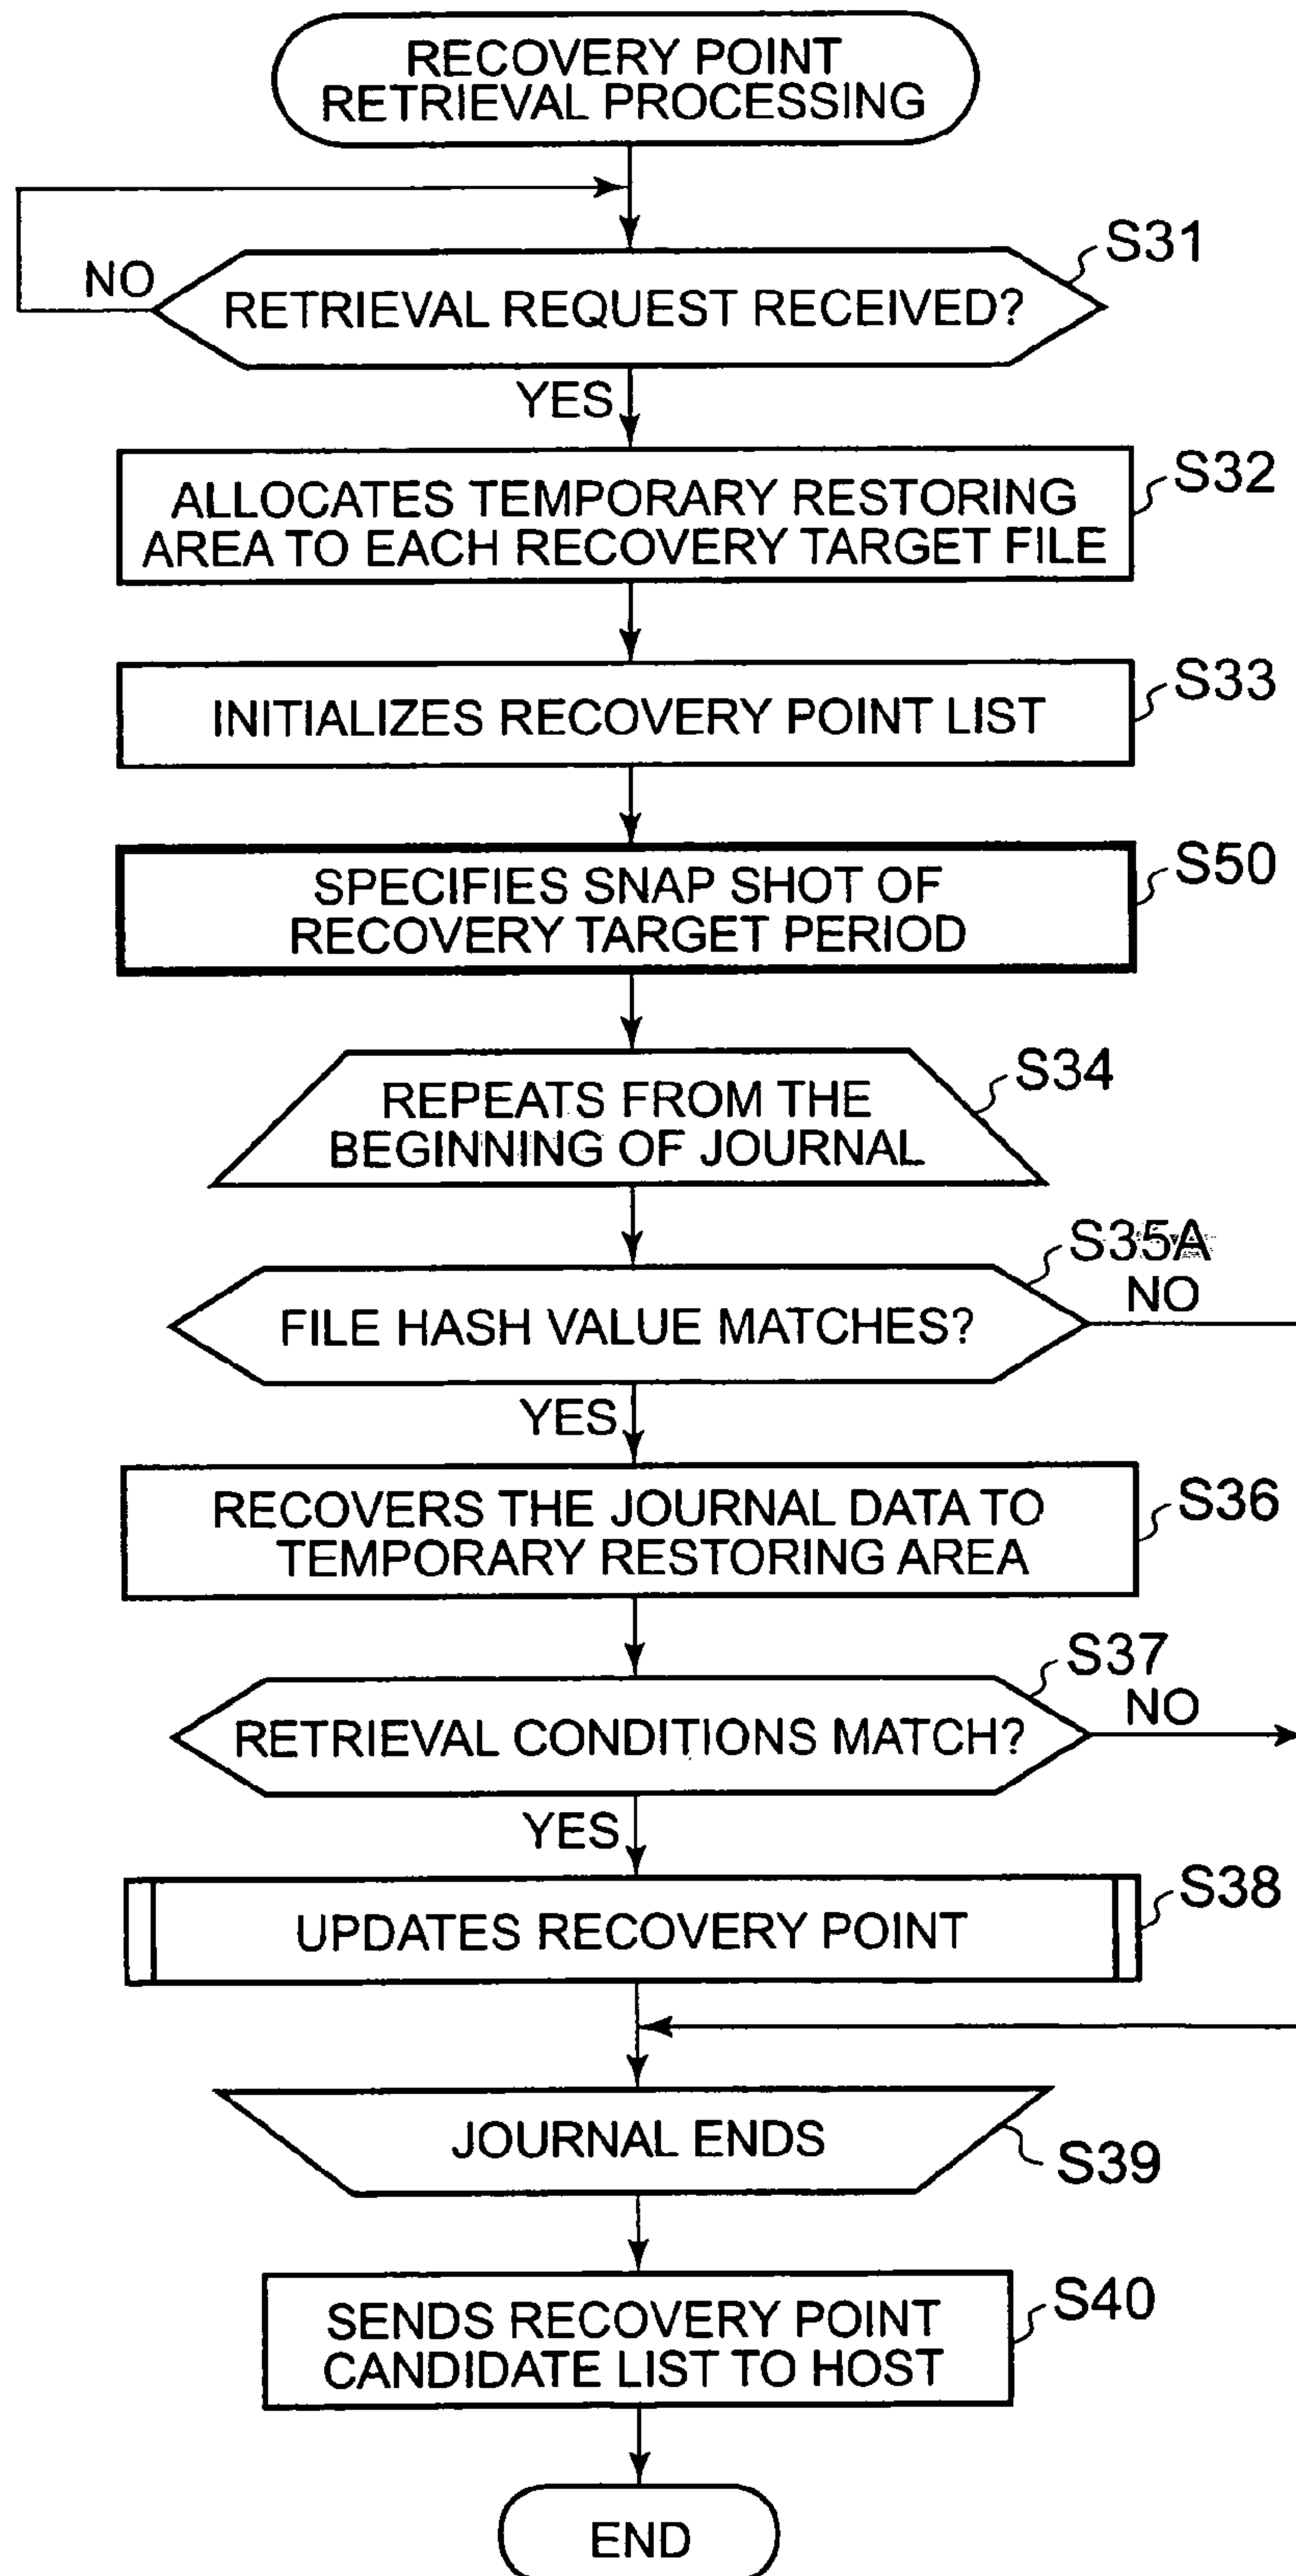 RECOVERY POINT
RETRIEVAL PROCESSING
S31
NO
RETRIEVAL REQUEST RECEIVED?
YES
S32
ALLOCATES TEMPORARY RESTORING
AREA TO EACH RECOVERY TARGET FILE
S33
INITIALIZES RECOVERY POINT LIST
S50
SPECIFIES SNAP SHOT OF
RECOVERY TARGET PERIOD
S34
REPEATS FROM THE
BEGINNING OF JOURNAL
S35A
NO
FILE HASH VALUE MATCHES?
YES
S36
RECOVERS THE JOURNAL DATA TO
TEMPORARY RESTORING AREA
S37
NO
RETRIEVAL CONDITIONS MATCH?
YES
S38
UPDATES RECOVERY POINT
JOURNAL ENDS
S39
S40
SENDS RECOVERY POINT
CANDIDATE LIST TO HOST
END